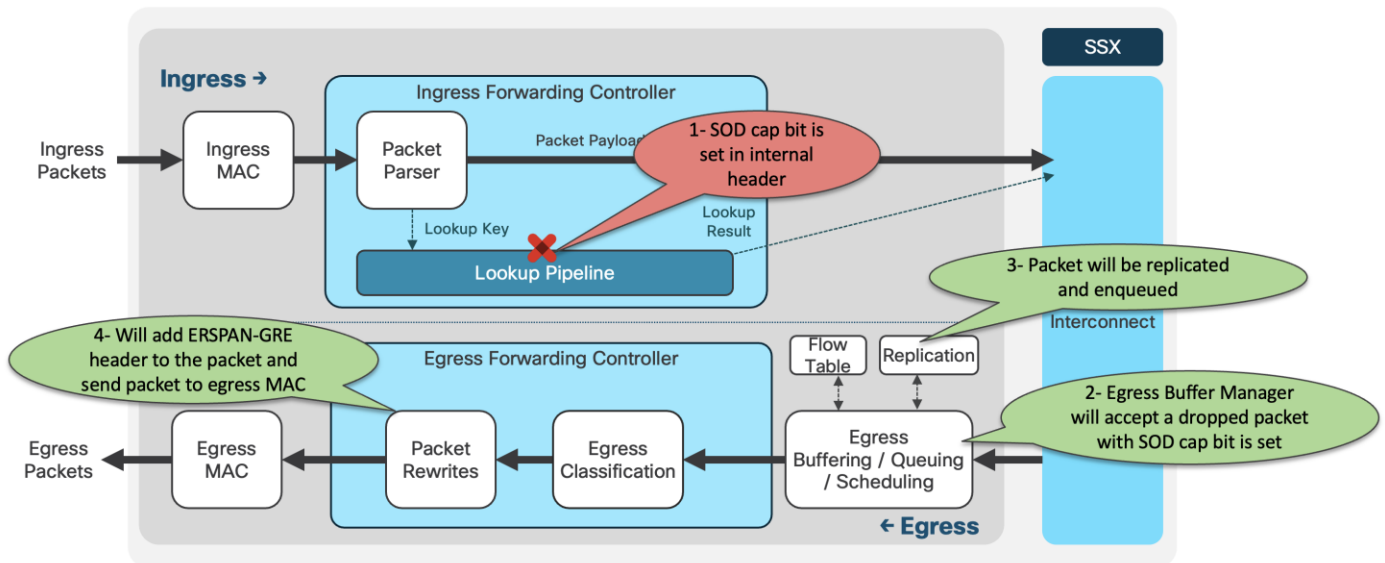 SSX
Ingress →
Ingress Forwarding Controller
Ingress
Packets
Ingress
MAC
Packet
Parser
Packet Payload
1- SOD cap bit is
set in internal
header
Lookup Key
Lookup
Result
Lookup Pipeline
3- Packet will be replicated
and enqueued
Interconnect
4- Will add ERSPAN-GRE
header to the packet and
send packet to egress MAC
Egress Forwarding Controller
Flow
Table
Replication
2- Egress Buffer Manager
will accept a dropped packet
with SOD cap bit is set
Egress
Packets
Egress
MAC
Packet
Rewrites
Egress
Classification
Egress
Buffering / Queuing
/ Scheduling
← Egress